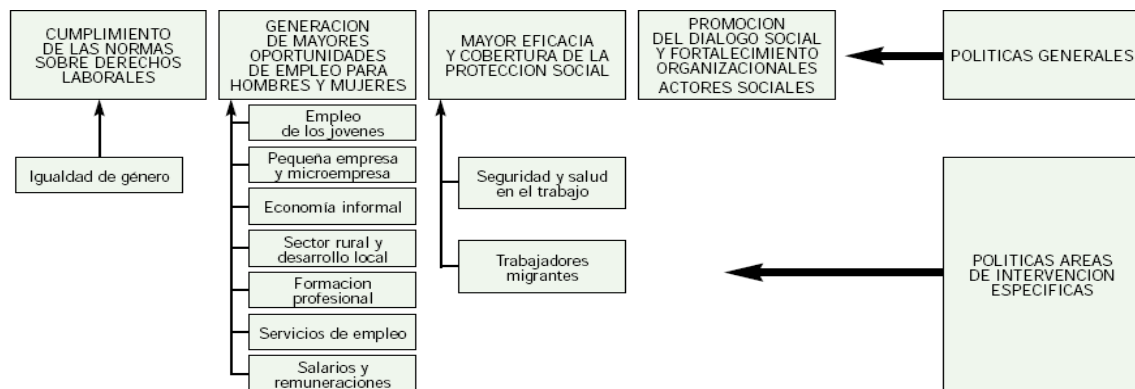 CUMPLIMIENTO
DE LAS NORMAS
SOBRE DERECHOS
LABORALES
GENERACION
DE MAYORES
OPORTUNIDADES
DE EMPLEO PARA
HOMBRES Y MUJERES
MAYOR EFICACIA
Y COBERTURA DE LA
PROTECCION SOCIAL
PROMOCION
DEL DIALOGO SOCIAL
Y FORTALECIMIENTO
ORGANIZACIONALES
ACTORES SOCIALES
POLITICAS GENERALES
Igualdad de género
Empleo
de los jovenes
Pequeña empresa
y microempresa
Economía informal
Sector rural y
desarrollo local
Formacion
profesional
Servicios de empleo
Salarios y
remuneraciones
Seguridad y salud
en el trabajo
Trabajadores
migrantes
POLITICAS AREAS
DE INTERVENCION
ESPECIFICAS